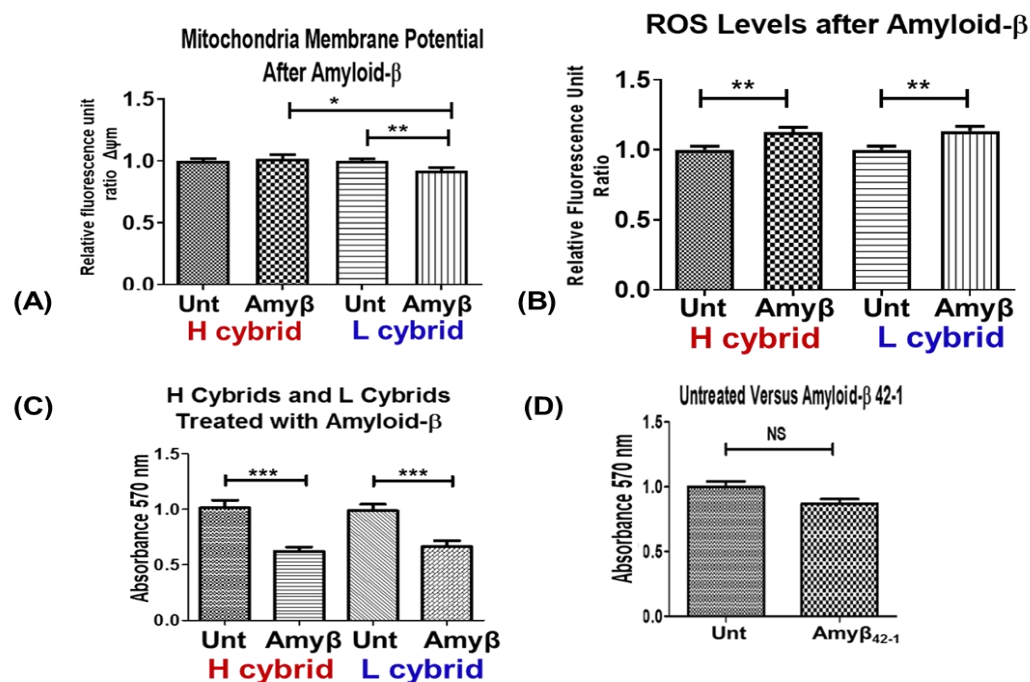 Mitochondria Membrane Potential
After Amyloid-β
Relative fluorescence unit
ratio Δψm
1.5
1.0
0.5
0.0
*
**
Unt Amyβ Unt Amyβ
H cybrid L cybrid
(A)
ROS Levels after Amyloid-β
Relative Fluorescence Unit
Ratio
1.5
1.0
0.5
0.0
** **
Unt Amyβ Unt Amyβ
H cybrid L cybrid
(B)
(C)
H Cybrids and L Cybrids
Treated with Amyloid-β
Absorbance 570 nm
1.5
1.0
0.5
0.0
*** ***
Unt Amyβ Unt Amyβ
H cybrid L cybrid
(D)
Untreated Versus Amyloid-β 42-1
Absorbance 570 nm
1.5
1.0
0.5
0.0
NS
Unt Amyβ42-1